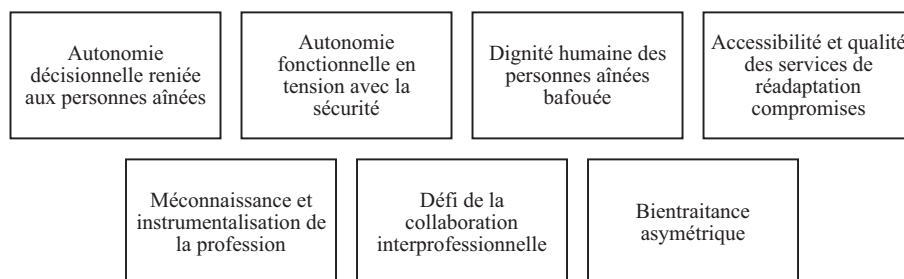 Autonomie
décisionnelle reniée
aux personnes aînées
Autonomie
fonctionnelle en
tension avec la
sécurité
Dignité humaine des
personnes aînées
bafouée
Accessibilité et qualité
des services de
réadaptation
compromises
Méconnaissance et
instrumentalisation de
la profession
Défi de la
collaboration
interprofessionnelle
Bientraitance
asymétrique